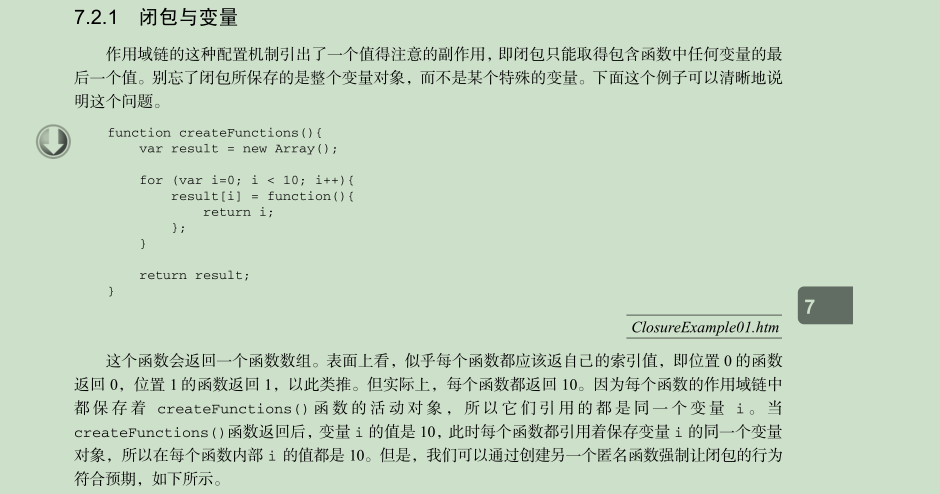 7.2.1 闭包与变量
作用域链的这种配置机制引出了一个值得注意的副作用，即闭包只能取得包含函数中任何变量的最
后一个值。别忘了闭包所保存的是整个变量对象，而不是某个特殊的变量。下面这个例子可以清晰地说
明这个问题。
function createFunctions(){
    var result = new Array();
    for (var i=0; i < 10; i++){
        result[i] = function(){
            return i;
        };
    }
    return result;
}
7
ClosureExample01.htm
这个函数会返回一个函数数组。表面上看，似乎每个函数都应该返自己的索引值，即位置 0 的函数
返回 0，位置 1 的函数返回 1，以此类推。但实际上，每个函数都返回 10。因为每个函数的作用域链中
都保存着 createFunctions()函数的活动对象，所以它们引用的都是同一个变量 i。当
createFunctions()函数返回后，变量 i 的值是 10，此时每个函数都引用着保存变量 i 的同一个变量
对象，所以在每个函数内部 i 的值都是 10。但是，我们可以通过创建另一个匿名函数强制让闭包的行为
符合预期，如下所示。